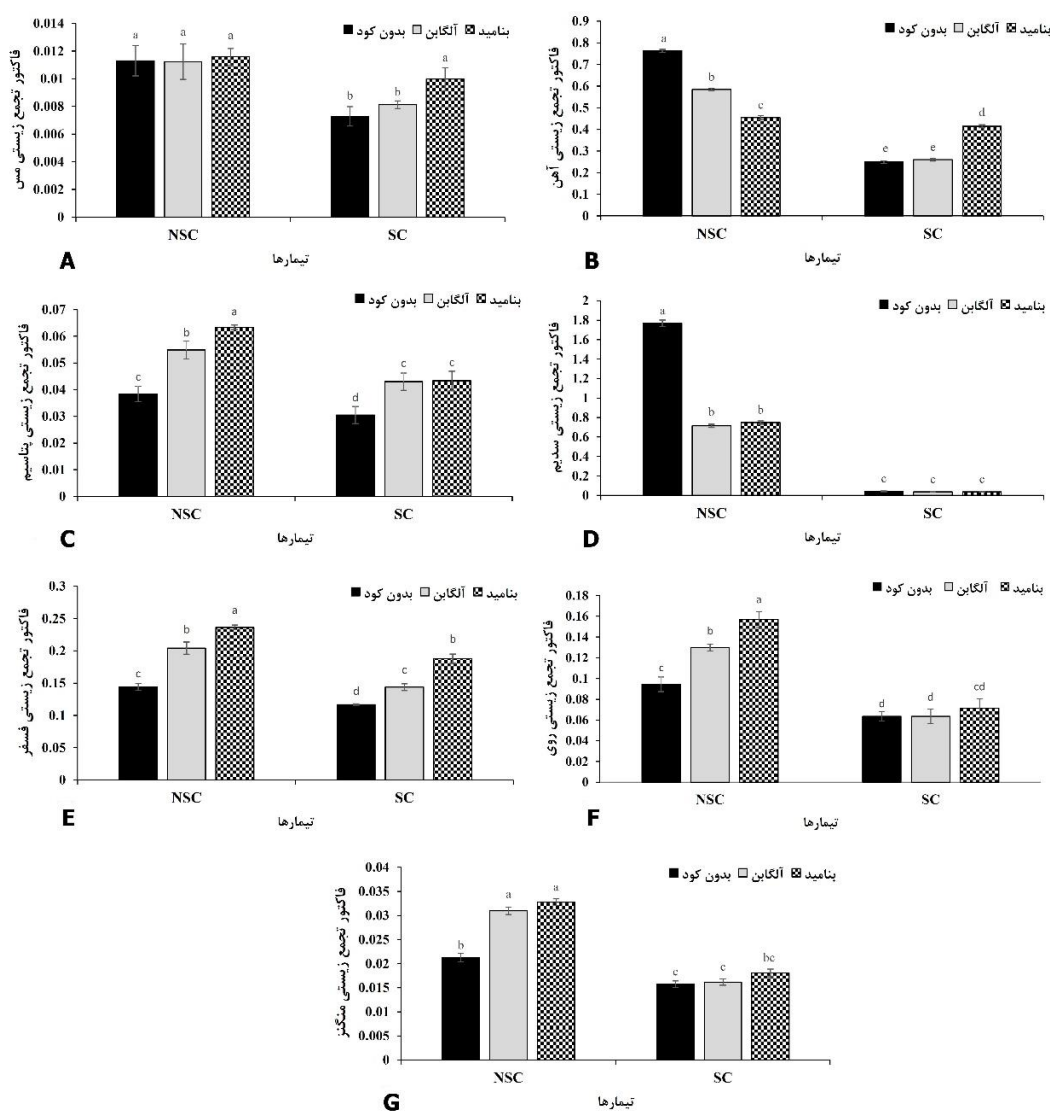 بدون کود آلگابن بنامید
فاکتور تجمع زیستی مس
0.014
0.012
0.01
0.008
0.006
0.004
0.002
0
a a a b b a
NSC SC
تیمارها
A
بدون کود آلگابن بنامید
فاکتور تجمع زیستی آهن
0.9
0.8
0.7
0.6
0.5
0.4
0.3
0.2
0.1
0
a b c e e d
NSC SC
تیمارها
B
بدون کود آلگابن بنامید
فاکتور تجمع زیستی پتاسیم
0.07
0.06
0.05
0.04
0.03
0.02
0.01
0
c b a d c c
NSC SC
تیمارها
C
بدون کود آلگابن بنامید
فاکتور تجمع زیستی سدیم
2
1.8
1.6
1.4
1.2
1
0.8
0.6
0.4
0.2
0
a b b c c c
NSC SC
تیمارها
D
بدون کود آلگابن بنامید
فاکتور تجمع زیستی فسفر
0.3
0.25
0.2
0.15
0.1
0.05
0
c b a d c b
NSC SC
تیمارها
E
بدون کود آلگابن بنامید
فاکتور تجمع زیستی روی
0.18
0.16
0.14
0.12
0.1
0.08
0.06
0.04
0.02
0
c b a d d cd
NSC SC
تیمارها
F
بدون کود آلگابن بنامید
فاکتور تجمع زیستی منگنز
0.04
0.035
0.03
0.025
0.02
0.015
0.01
0.005
0
b a a c c bc
NSC SC
تیمارها
G